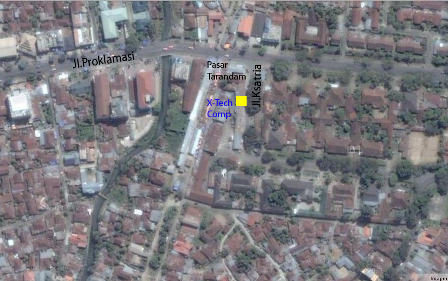 Jl.Proklamasi
Pasar
Tarandam
Jl.Ksatria
X-Tech
Comp